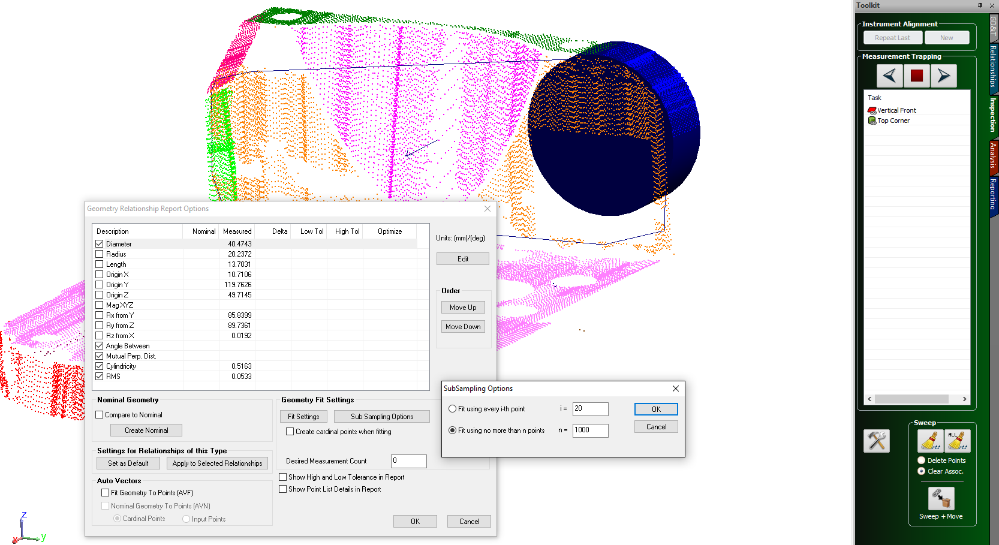 Toolkit
Instrument Alignment
Repeat Last
New
Measurement Trapping
Task
Vertical Front
Top Corner
GD&T
Relationships
Inspection
Analysis
Reporting
Sweep
ALL
Delete Points
Clear Assoc.
Sweep + Move
Geometry Relationship Report Options
Description Nominal Measured Delta Low Tol High Tol Optimize
Diameter 40.4743
Radius 20.2372
Length 13.7031
Origin X 10.7106
Origin Y 119.7626
Origin Z 49.7145
Mag XYZ
Rx from Y 85.8399
Ry from Z 89.7361
Rz from X 0.0192
Angle Between
Mutual Perp. Dist.
Cylindricity 0.5163
RMS 0.0533
Units: (mm)/(deg)
Edit
Order
Move Up
Move Down
Nominal Geometry
Compare to Nominal
Create Nominal
Settings for Relationships of this Type
Set as Default
Apply to Selected Relationships
Auto Vectors
Fit Geometry To Points (AVF)
Nominal Geometry To Points (AVN)
Cardinal Points
Input Points
Geometry Fit Settings
Fit Settings
Sub Sampling Options
Create cardinal points when fitting
Desired Measurement Count 0
Show High and Low Tolerance in Report
Show Point List Details in Report
OK
Cancel
SubSampling Options
Fit using every i-th point i = 20
Fit using no more than n points n = 1000
OK
Cancel
z
x
y